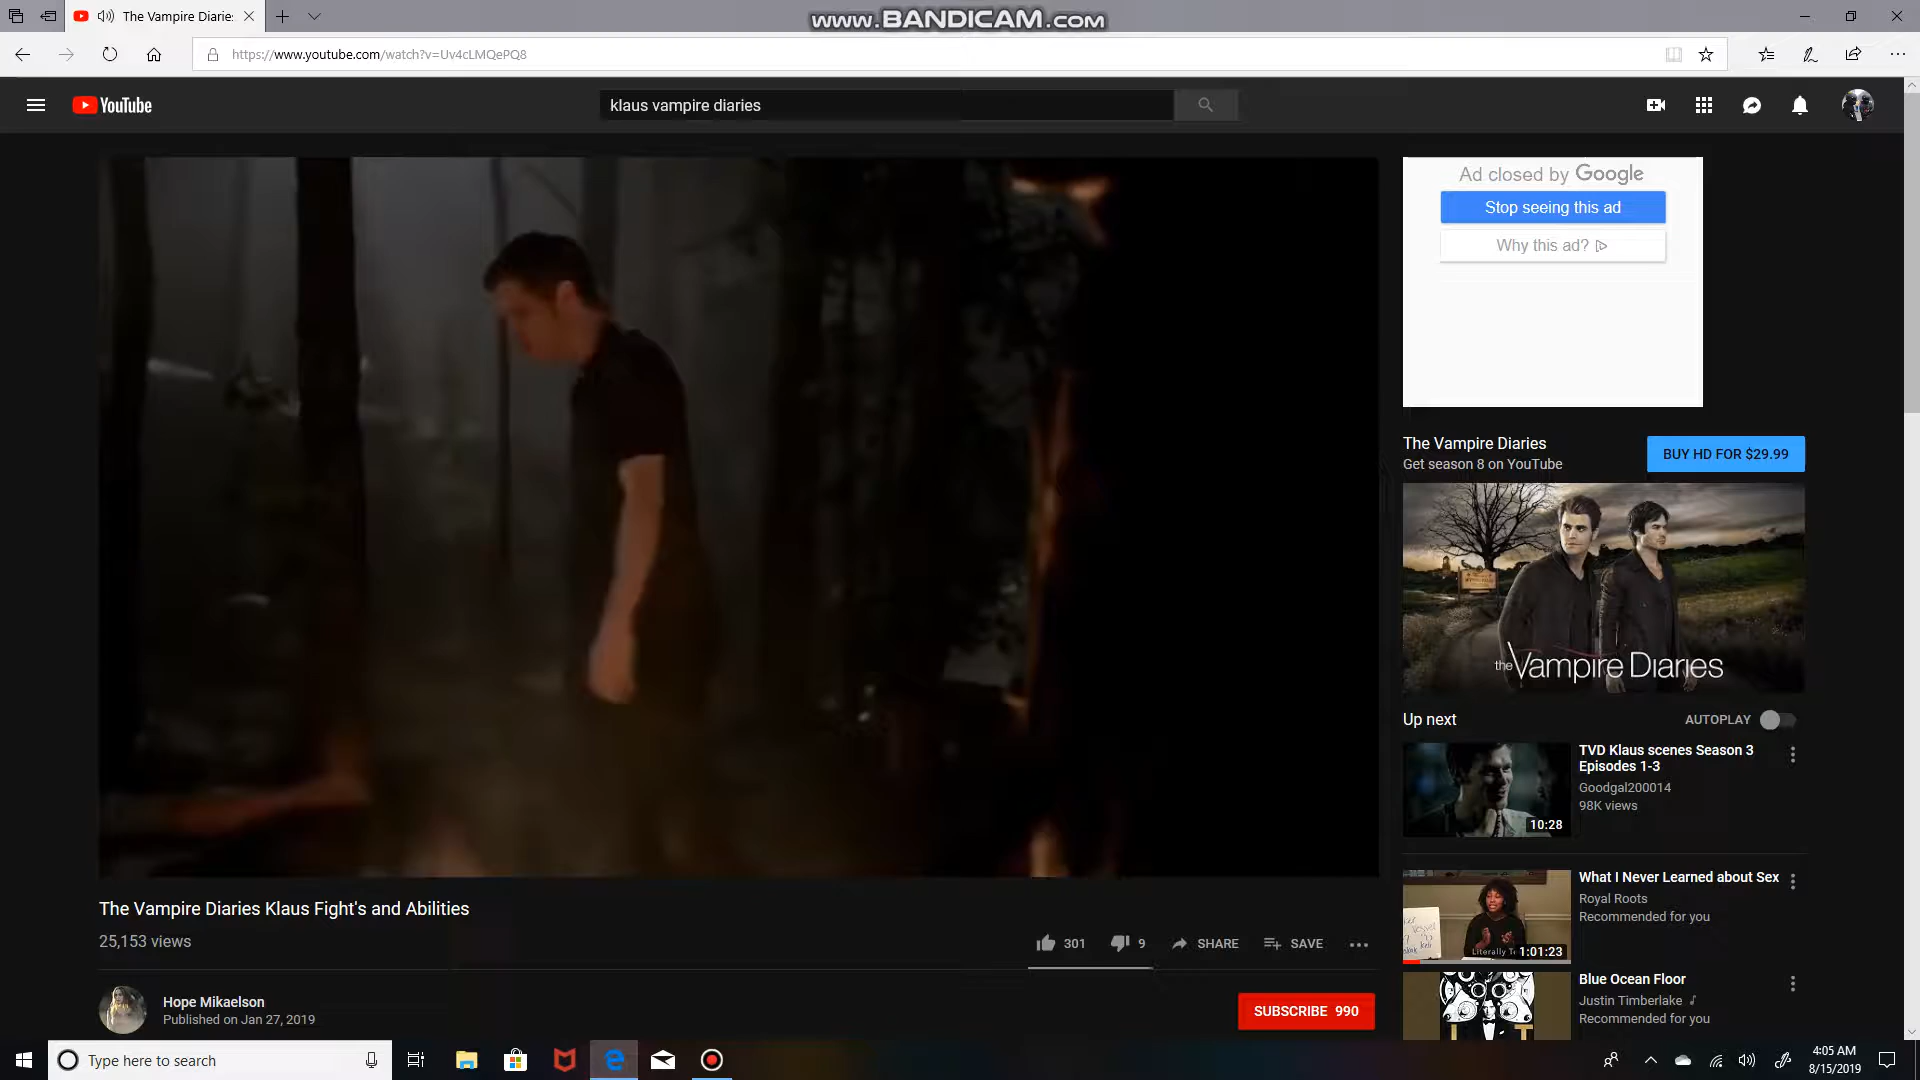 The Vampire Diaries
www.BANDICAM.com
https://www.youtube.com/watch?v=Uv4cLMQePQ8
YouTube
klaus vampire diaries
Ad closed by Google
Stop seeing this ad
Why this ad?
The Vampire Diaries
Get season 8 on YouTube
BUY HD FOR $29.99
the Vampire Diaries
Up next
AUTOPLAY
TVD Klaus scenes Season 3
Episodes 1-3
Goodgal200014
98K views
10:28
What I Never Learned about Sex
Royal Roots
Recommended for you
1:01:23
Blue Ocean Floor
Justin Timberlake
Recommended for you
The Vampire Diaries Klaus Fight's and Abilities
25,153 views
301
9
SHARE
SAVE
Hope Mikaelson
Published on Jan 27, 2019
SUBSCRIBE 990
Type here to search
4:05 AM
8/15/2019